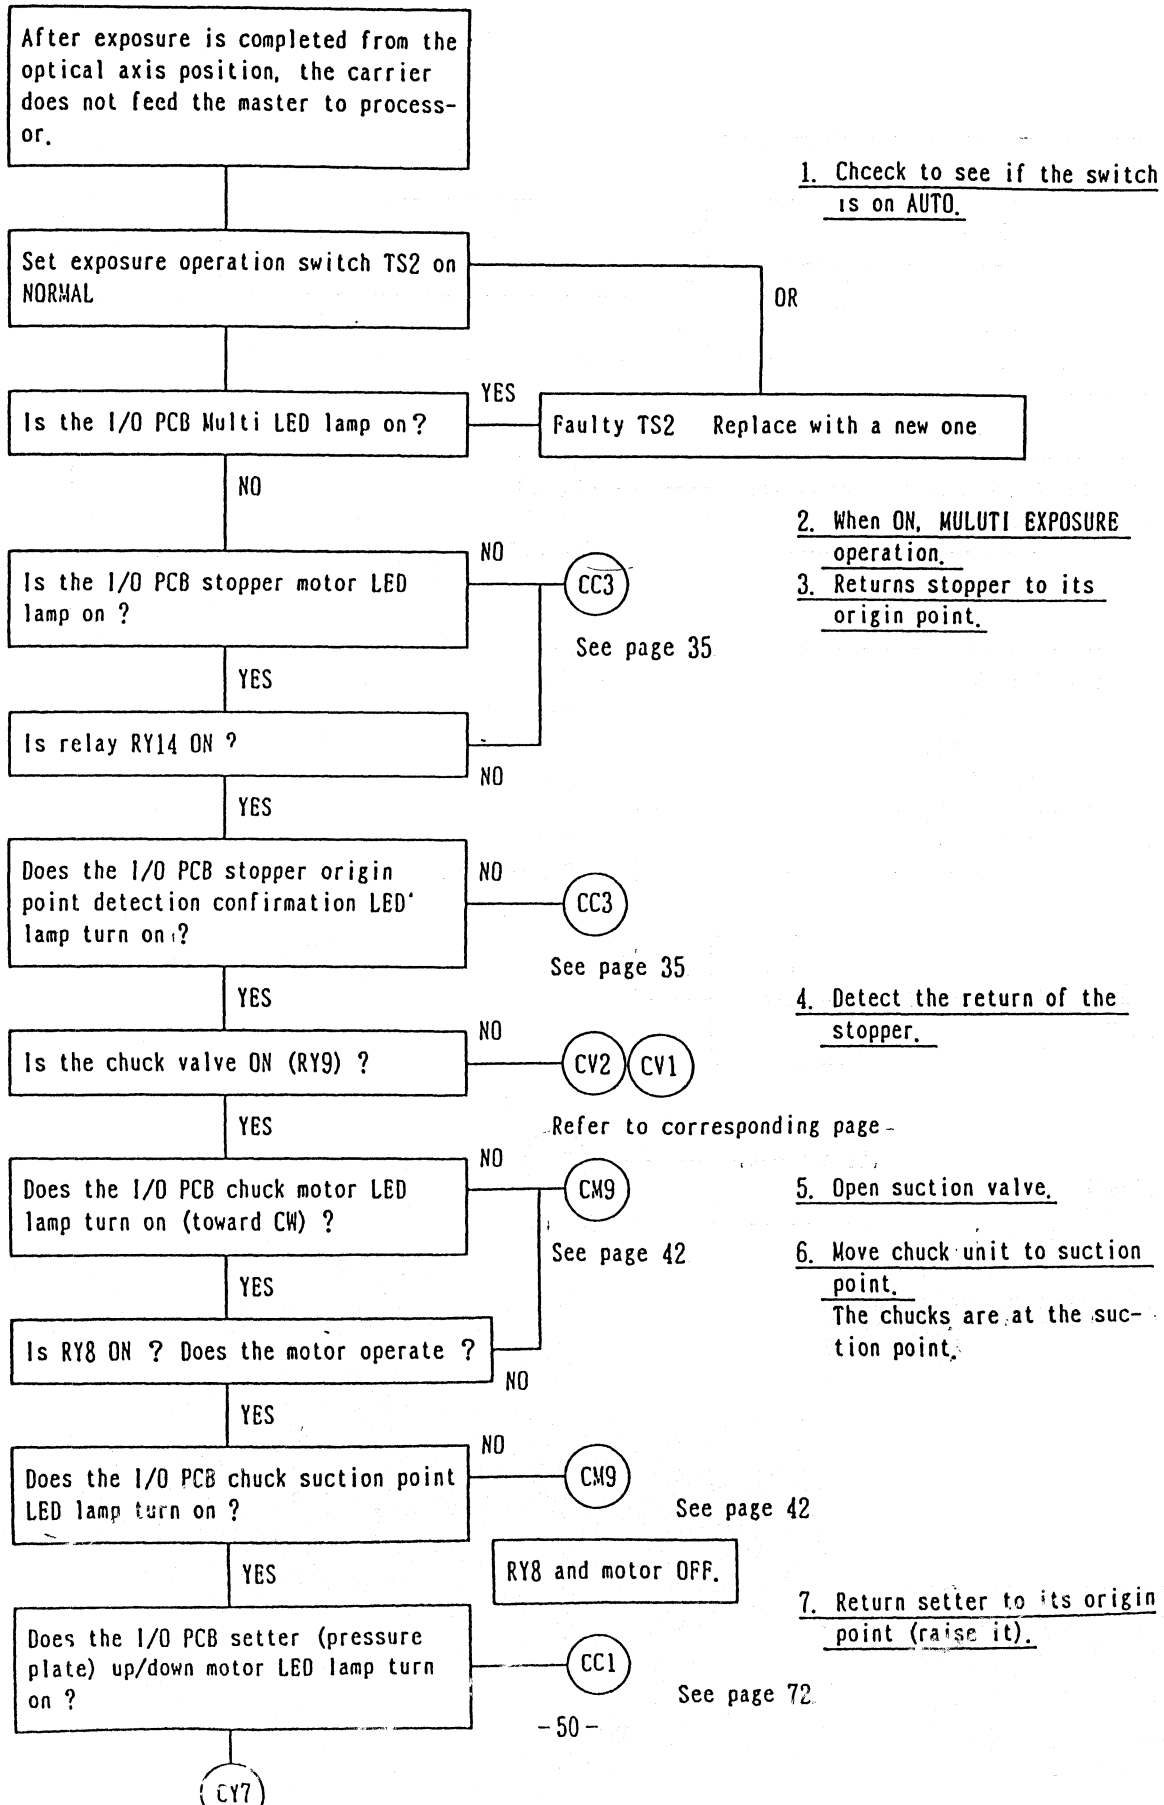 After exposure is completed from the
optical axis position, the carrier
does not feed the master to process-
or.
1. Chceck to see if the switch
is on AUTO.
Set exposure operation switch TS2 on
NORMAL
OR
Is the I/O PCB Multi LED lamp on?
YES
Faulty TS2 Replace with a new one
NO
2. When ON, MULUTI EXPOSURE
operation.
3. Returns stopper to its
origin point.
Is the I/O PCB stopper motor LED
lamp on ?
NO
CC3
See page 35
YES
Is relay RY14 ON ?
NO
YES
Does the I/O PCB stopper origin
point detection confirmation LED
lamp turn on ?
NO
CC3
See page 35
YES
4. Detect the return of the
stopper.
Is the chuck valve ON (RY9) ?
NO
CV2 CV1
Refer to corresponding page
YES
Does the I/O PCB chuck motor LED
lamp turn on (toward CW) ?
NO
CM9
See page 42
5. Open suction valve.
6. Move chuck unit to suction
point.
The chucks are at the suc-
tion point.
YES
Is RY8 ON ? Does the motor operate ?
NO
YES
Does the I/O PCB chuck suction point
LED lamp turn on ?
NO
CM9
See page 42
YES
RY8 and motor OFF.
7. Return setter to its origin
point (raise it).
Does the I/O PCB setter (pressure
plate) up/down motor LED lamp turn
on ?
CC1
See page 72
-50-
CY7